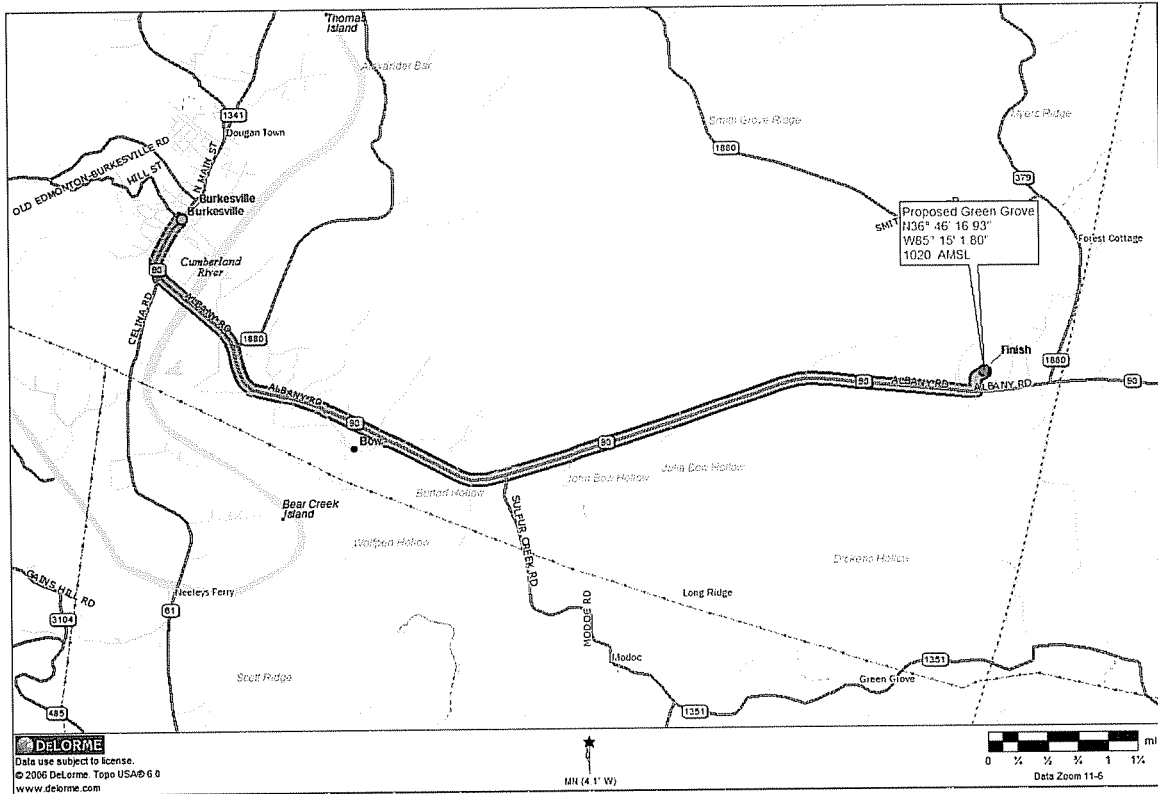 Thomas
Island
Alexander Bar
1341
Dougan Town
Smith Grove Ridge
Myers Ridge
1880
OLD EDMONTON-BURKESVILLE RD
HILL ST
N MAIN ST
379
Burkesville
Burkesville
Proposed Green Grove
N36° 46' 16.93"
W85° 15' 1.80"
1020 AMSL
SMIT
Forest Cottage
Cumberland
River
90
ALBANY RD
CELINA RD
1880
Finish
1880
ALBANY RD
90
ALBANY RD
ALBANY RD
90
90
Bow
90
John Bow Hollow
John Bow Hollow
Bear Creek
Island
SULFUR CREEK RD
Wolfpen Hollow
Dickens Hollow
GAINS HILL RD
Neeleys Ferry
Long Ridge
3104
61
MODOC RD
Modoc
1351
Scott Ridge
Green Grove
485
1351
DELORME
Data use subject to license.
© 2006 DeLorme. Topo USA® 6.0
www.delorme.com
MN (4.1° W)
mi
0 ¼ ½ ¾ 1 1¼
Data Zoom 11-6